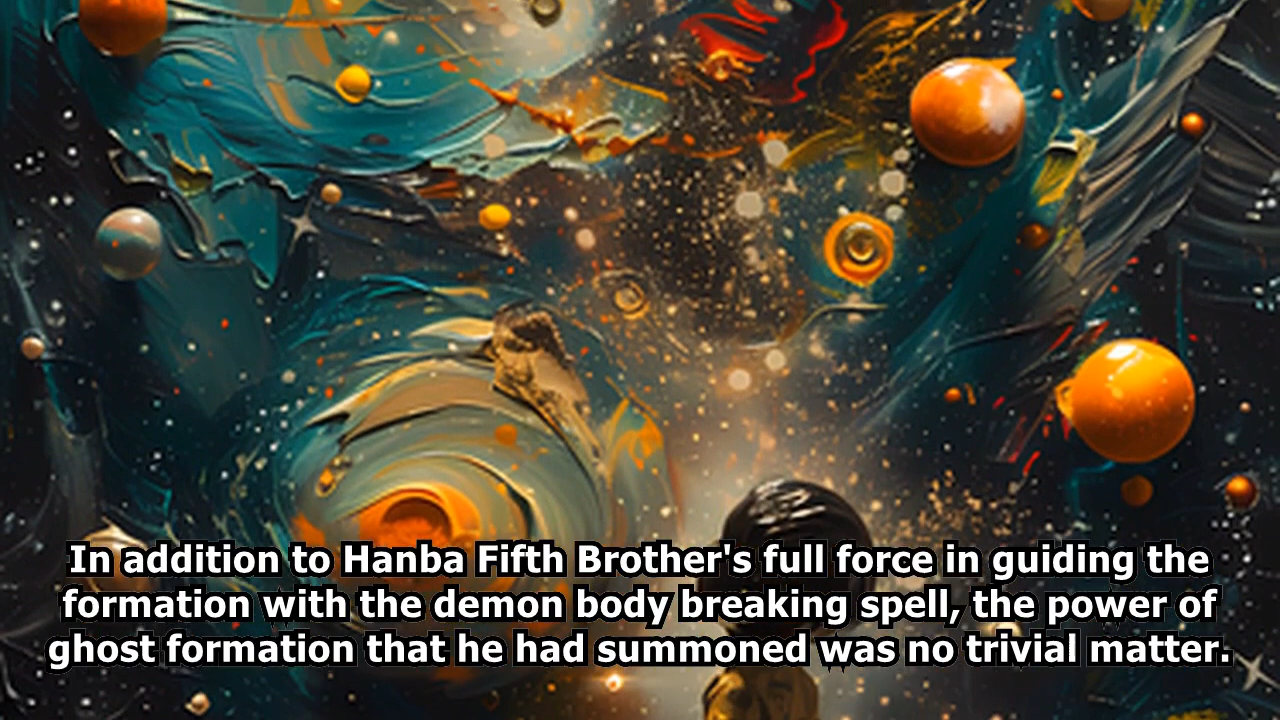 In addition to Hanba Fifth Brother's full force in guiding the
formation with the demon body breaking spell, the power of
ghost formation that he had summoned was no trivial matter.